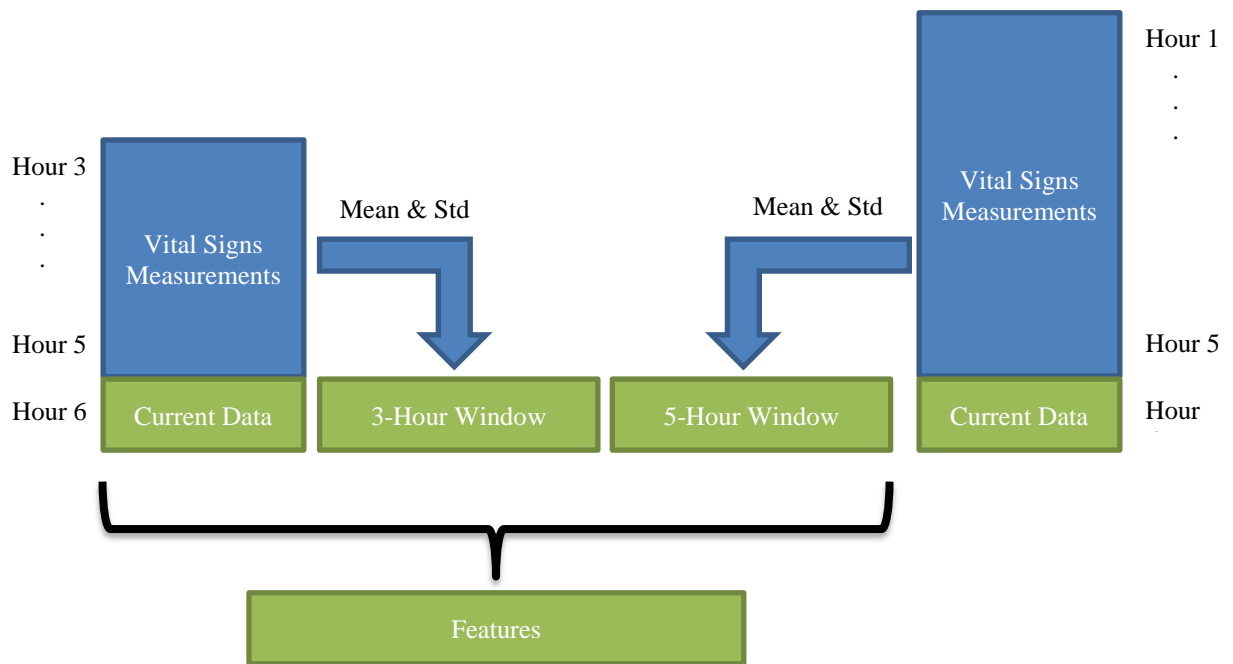 Hour 1
.
.
.
Hour 3
.
.
.
Vital Signs
Measurements
Mean & Std
Mean & Std
Vital Signs
Measurements
Hour 5
Hour 5
Hour 6
Current Data
3-Hour Window
5-Hour Window
Current Data
Hour
Features